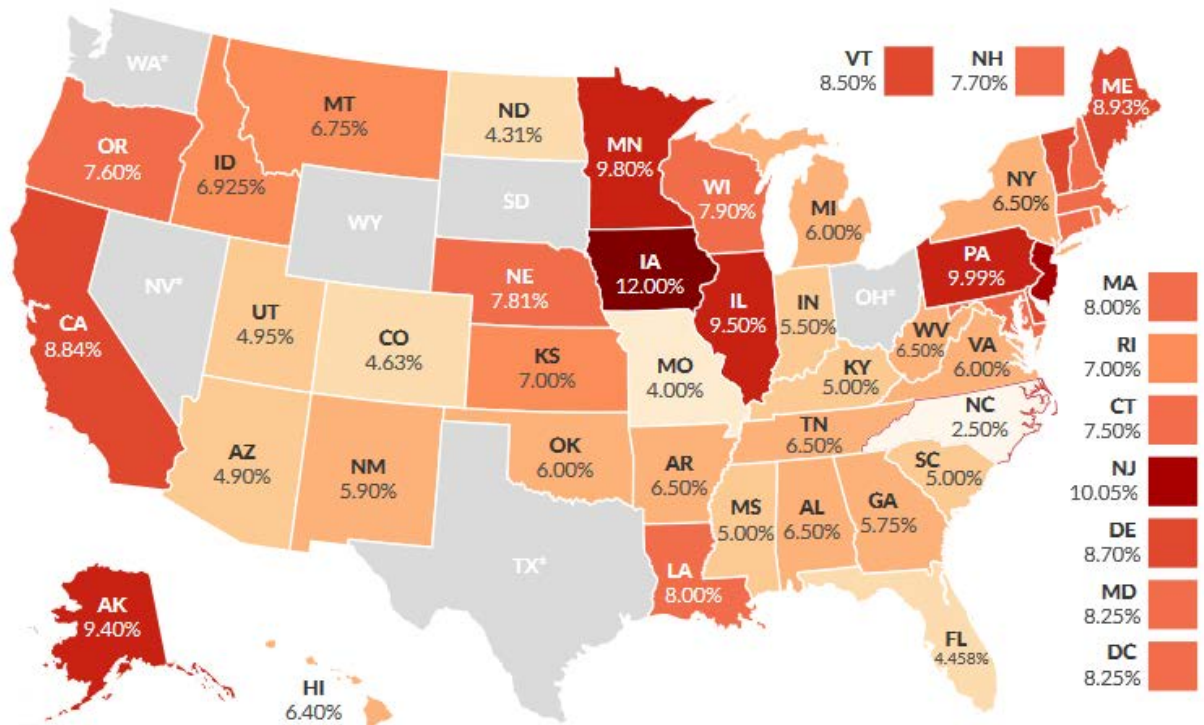 WA*
VT
8.50%
NH
7.70%
ME
8.93%
MT
6.75%
ND
4.31%
MN
9.80%
OR
7.60%
ID
6.925%
WI
7.90%
NY
6.50%
SD
WY
MI
6.00%
IA
12.00%
PA
9.99%
NE
7.81%
NV*
IL
9.50%
IN
5.50%
OH*
MA
8.00%
UT
4.95%
CA
8.84%
CO
4.63%
WV
6.50%
VA
6.00%
RI
7.00%
KS
7.00%
MO
4.00%
KY
5.00%
NC
2.50%
CT
7.50%
TN
6.50%
AZ
4.90%
NM
5.90%
OK
6.00%
AR
6.50%
SC
5.00%
NJ
10.05%
MS
5.00%
AL
6.50%
GA
5.75%
DE
8.70%
TX*
LA
8.00%
MD
8.25%
AK
9.40%
FL
4.458%
DC
8.25%
HI
6.40%